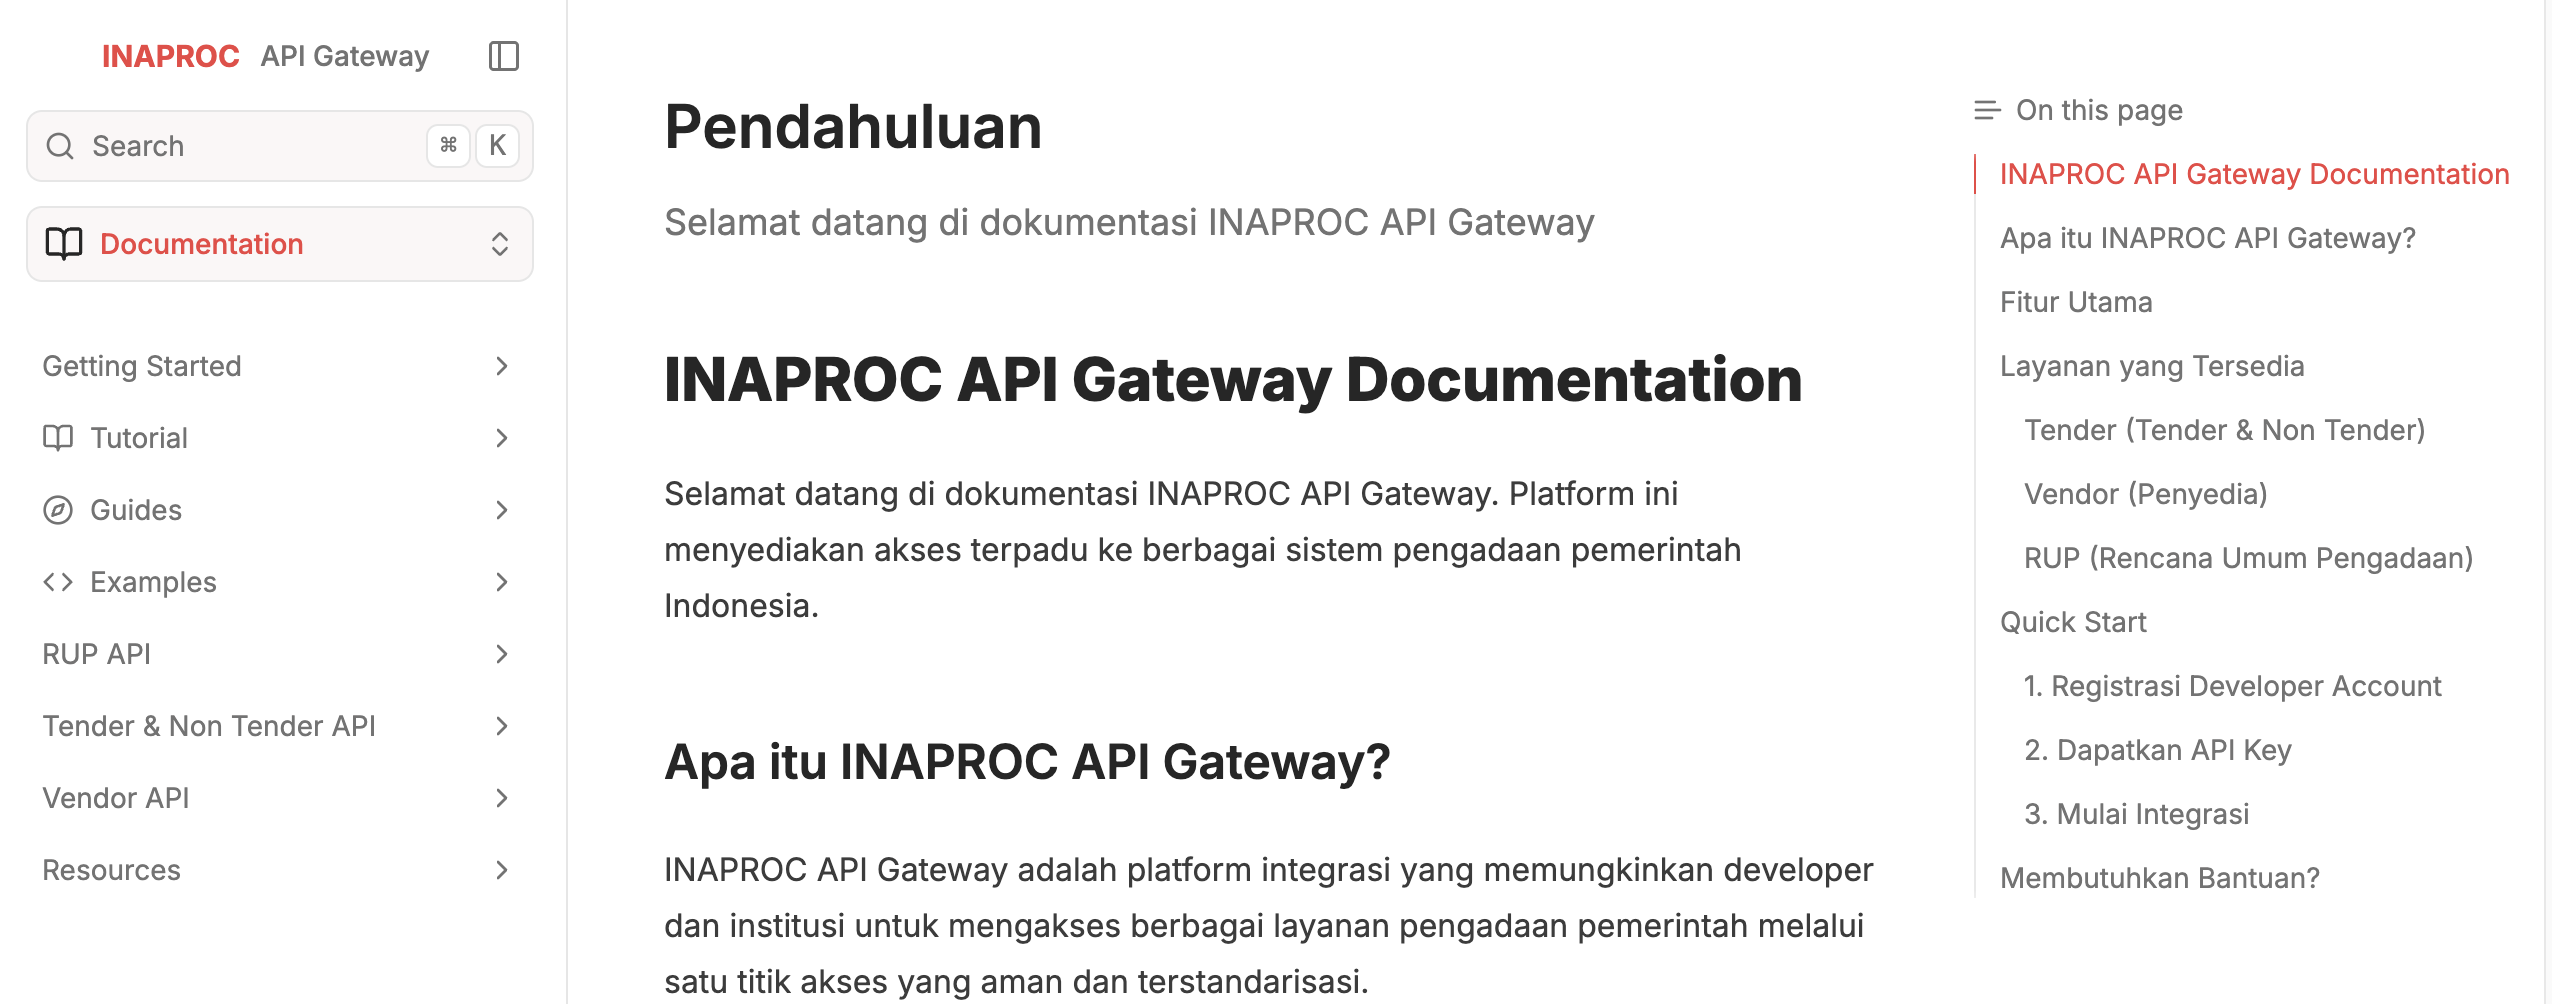 INAPROC API Gateway
Search ⌘ K
Documentation
Getting Started
Tutorial
Guides
Examples
RUP API
Tender & Non Tender API
Vendor API
Resources
Pendahuluan
Selamat datang di dokumentasi INAPROC API Gateway
INAPROC API Gateway Documentation
Selamat datang di dokumentasi INAPROC API Gateway. Platform ini
menyediakan akses terpadu ke berbagai sistem pengadaan pemerintah
Indonesia.
Apa itu INAPROC API Gateway?
INAPROC API Gateway adalah platform integrasi yang memungkinkan developer
dan institusi untuk mengakses berbagai layanan pengadaan pemerintah melalui
satu titik akses yang aman dan terstandarisasi.
On this page
INAPROC API Gateway Documentation
Apa itu INAPROC API Gateway?
Fitur Utama
Layanan yang Tersedia
Tender (Tender & Non Tender)
Vendor (Penyedia)
RUP (Rencana Umum Pengadaan)
Quick Start
1. Registrasi Developer Account
2. Dapatkan API Key
3. Mulai Integrasi
Membutuhkan Bantuan?